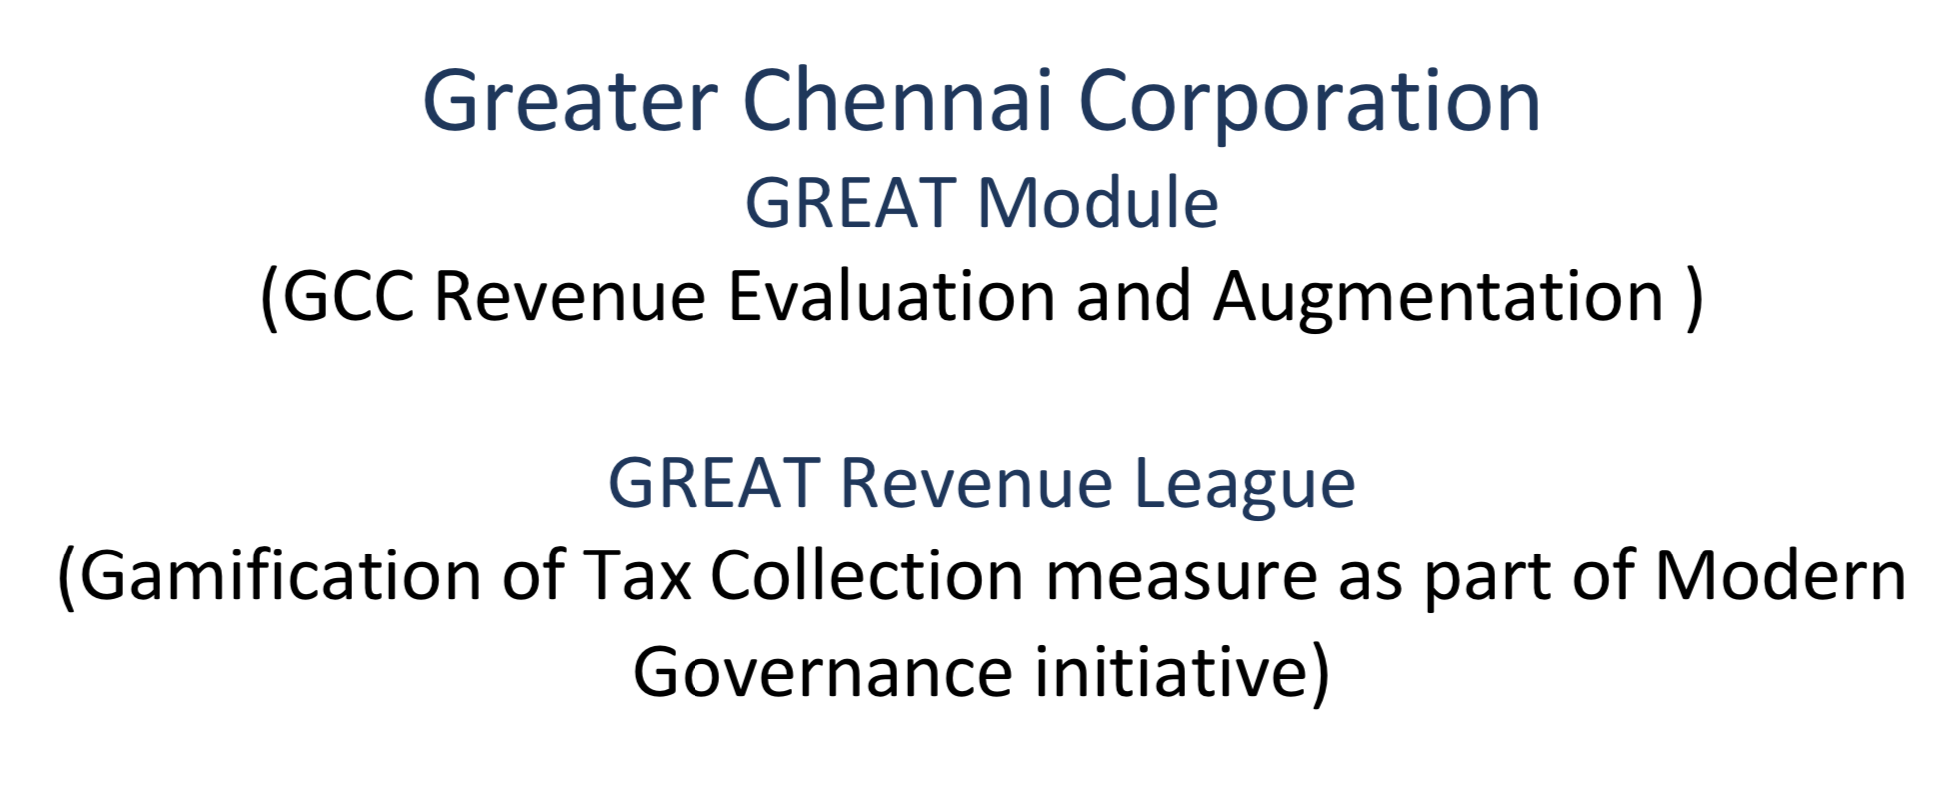 Greater Chennai Corporation
GREAT Module
(GCC Revenue Evaluation and Augmentation )
GREAT Revenue League
(Gamification of Tax Collection measure as part of Modern
Governance initiative)